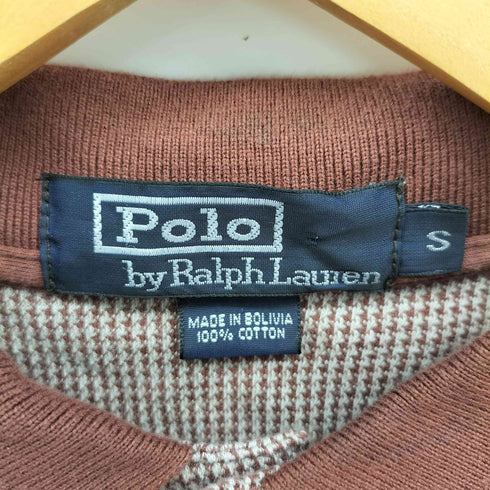 Polo
by Ralph Lauren
S
MADE IN BOLIVIA
100% COTTON